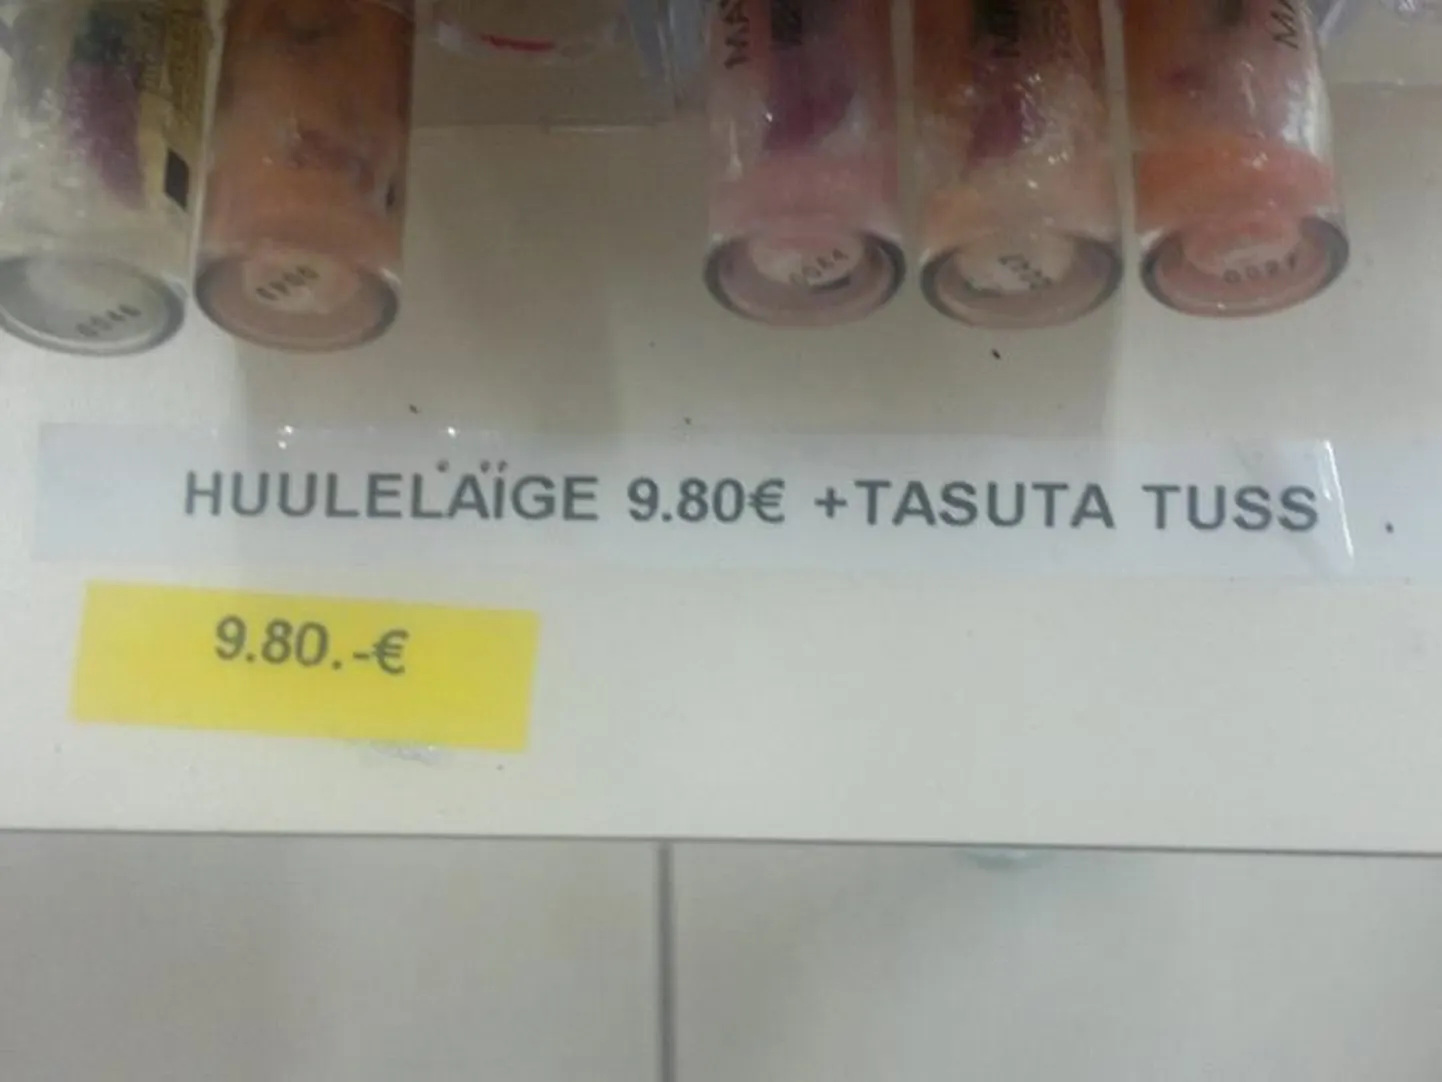 HUULELÄIGE 9.80€ +TASUTA TUSS
9.80.-€